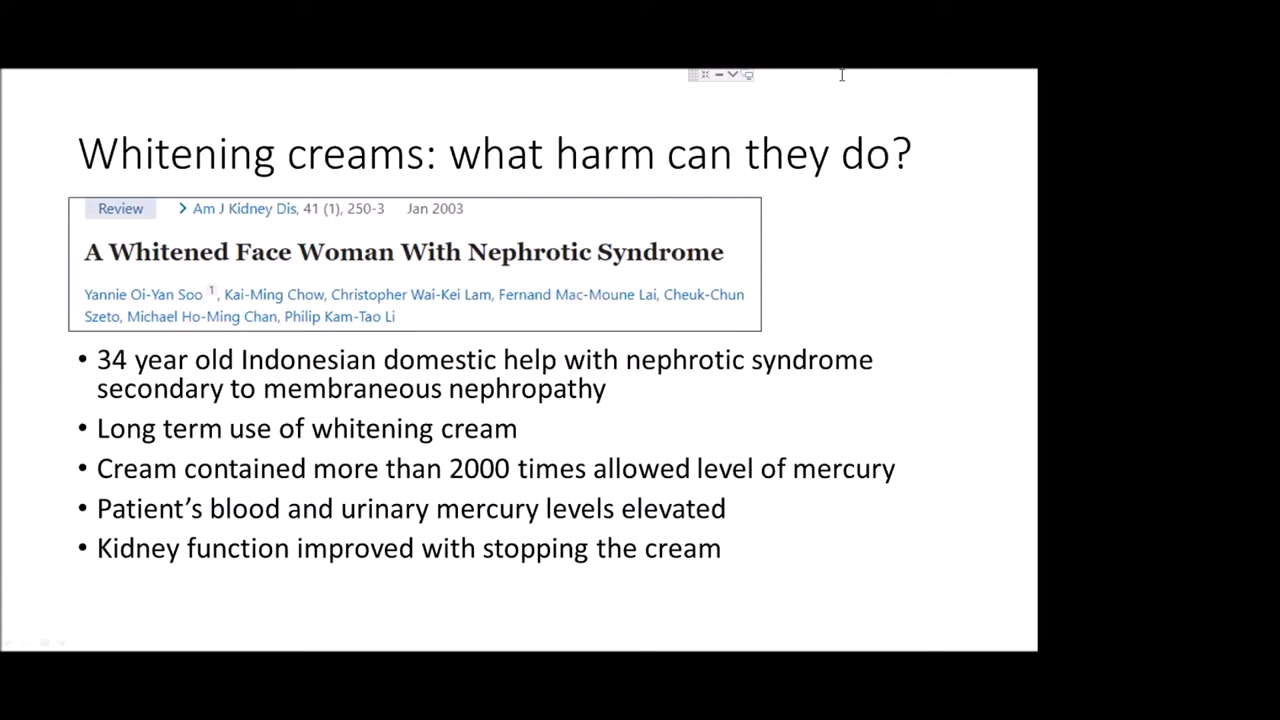 Whitening creams: what harm can they do?
Review > Am J Kidney Dis, 41 (1), 250-3 Jan 2003
A Whitened Face Woman With Nephrotic Syndrome
Yannie Oi-Yan Soo 1, Kai-Ming Chow, Christopher Wai-Kei Lam, Fernand Mac-Moune Lai, Cheuk-Chun
Szeto, Michael Ho-Ming Chan, Philip Kam-Tao Li
• 34 year old Indonesian domestic help with nephrotic syndrome
secondary to membraneous nephropathy
• Long term use of whitening cream
• Cream contained more than 2000 times allowed level of mercury
• Patient's blood and urinary mercury levels elevated
• Kidney function improved with stopping the cream